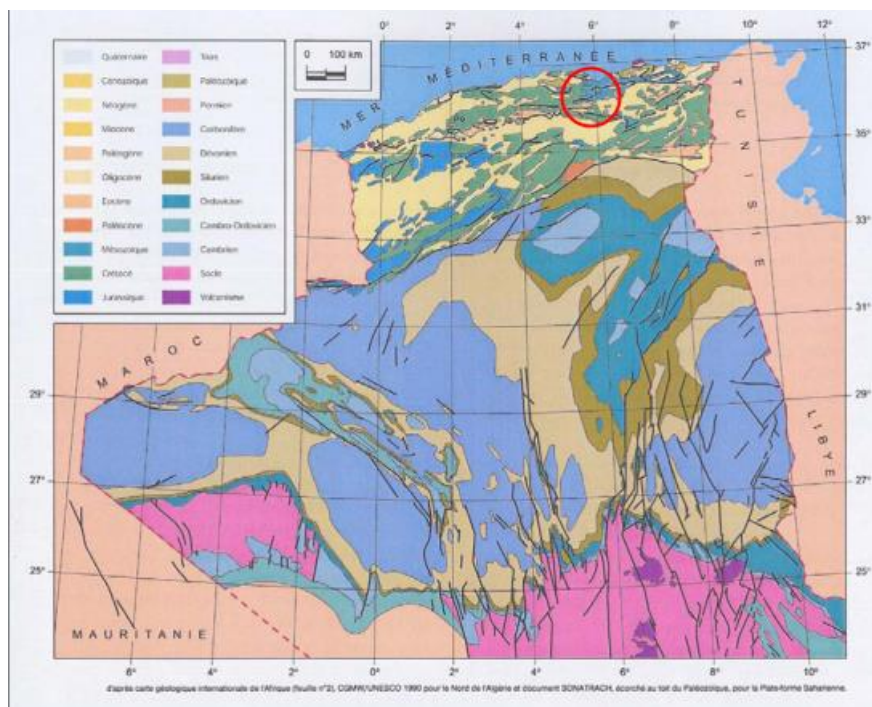 0° 2° 4° 6° 8° 10° 12°
Quaternaire
Cénozoïque
Néogène
Miocène
Paléogène
Oligocène
Eocène
Paléocène
Mésozoïque
Crétacé
Jurassique
Trias
Paléozoïque
Permien
Carbonifère
Dévonien
Silurien
Ordovicien
Cambro-Ordovicien
Cambrien
Socle
Volcanisme
0 100 km
MER MÉDITERRANÉE
TUNISIE
37°
35°
33°
31°
29°
27°
25°
MAROC
LIBYE
29°
27°
25°
MAURITANIE
6° 4° 2° 0° 2° 4° 6° 8° 10°
d'après carte géologique internationale de l'Afrique (feuille n°2), CGMW/UNESCO 1990 pour le Nord de l'Algérie et document SONATRACH, écorché au toit du Paléozoïque, pour la Plate-forme Saharienne.